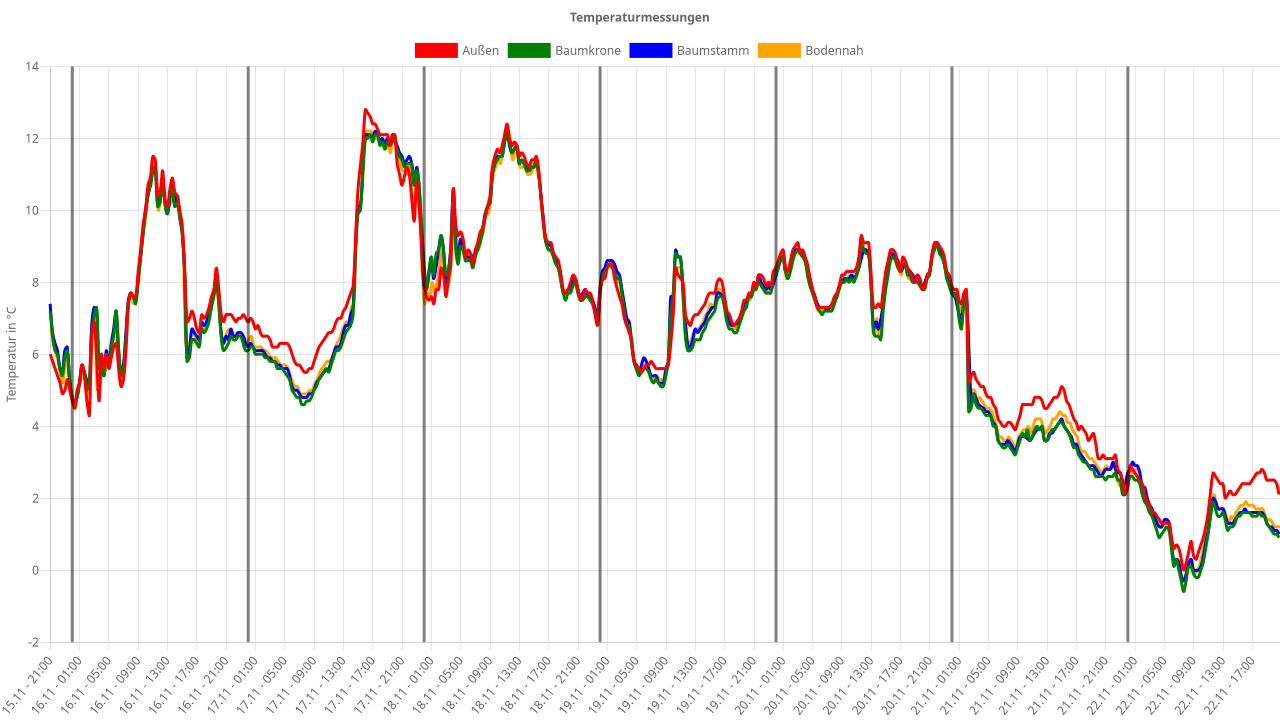 Temperaturmessungen
Außen Baumkrone Baumstamm Bodennah
Temperatur in °C
14
12
10
8
6
4
2
0
-2
15.11 - 21:00
16.11 - 01:00
16.11 - 05:00
16.11 - 09:00
16.11 - 13:00
16.11 - 17:00
16.11 - 21:00
17.11 - 01:00
17.11 - 05:00
17.11 - 09:00
17.11 - 13:00
17.11 - 17:00
17.11 - 21:00
18.11 - 01:00
18.11 - 05:00
18.11 - 09:00
18.11 - 13:00
18.11 - 17:00
18.11 - 21:00
19.11 - 01:00
19.11 - 05:00
19.11 - 09:00
19.11 - 13:00
19.11 - 17:00
19.11 - 21:00
20.11 - 01:00
20.11 - 05:00
20.11 - 09:00
20.11 - 13:00
20.11 - 17:00
20.11 - 21:00
21.11 - 01:00
21.11 - 05:00
21.11 - 09:00
21.11 - 13:00
21.11 - 17:00
21.11 - 21:00
22.11 - 01:00
22.11 - 05:00
22.11 - 09:00
22.11 - 13:00
22.11 - 17:00